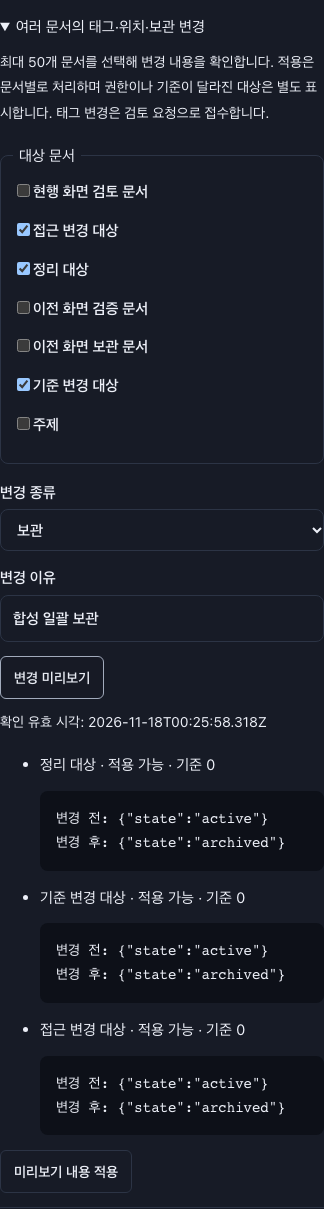 ▼ 여러 문서의 태그·위치·보관 변경
최대 50개 문서를 선택해 변경 내용을 확인합니다. 적용은
문서별로 처리하며 권한이나 기준이 달라진 대상은 별도 표
시합니다. 태그 변경은 검토 요청으로 접수합니다.
대상 문서
현행 화면 검토 문서
접근 변경 대상
정리 대상
이전 화면 검증 문서
이전 화면 보관 문서
기준 변경 대상
주제
변경 종류
보관
변경 이유
합성 일괄 보관
변경 미리보기
확인 유효 시각: 2026-11-18T00:25:58.318Z
• 정리 대상 · 적용 가능 · 기준 0
변경 전: {"state":"active"}
변경 후: {"state":"archived"}
• 기준 변경 대상 · 적용 가능 · 기준 0
변경 전: {"state":"active"}
변경 후: {"state":"archived"}
• 접근 변경 대상 · 적용 가능 · 기준 0
변경 전: {"state":"active"}
변경 후: {"state":"archived"}
미리보기 내용 적용